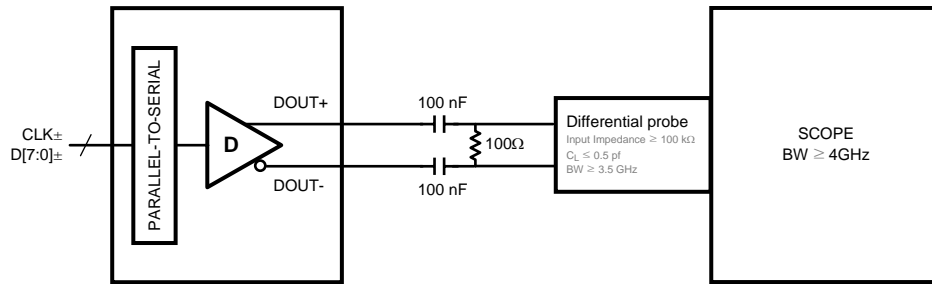 CLK±
D[7:0]±
PARALLEL-TO-SERIAL
D
DOUT+
DOUT-
100 nF
100Ω
100 nF
Differential probe
Input Impedance ≥ 100 kΩ
CL ≤ 0.5 pf
BW ≥ 3.5 GHz
SCOPE
BW ≥ 4GHz